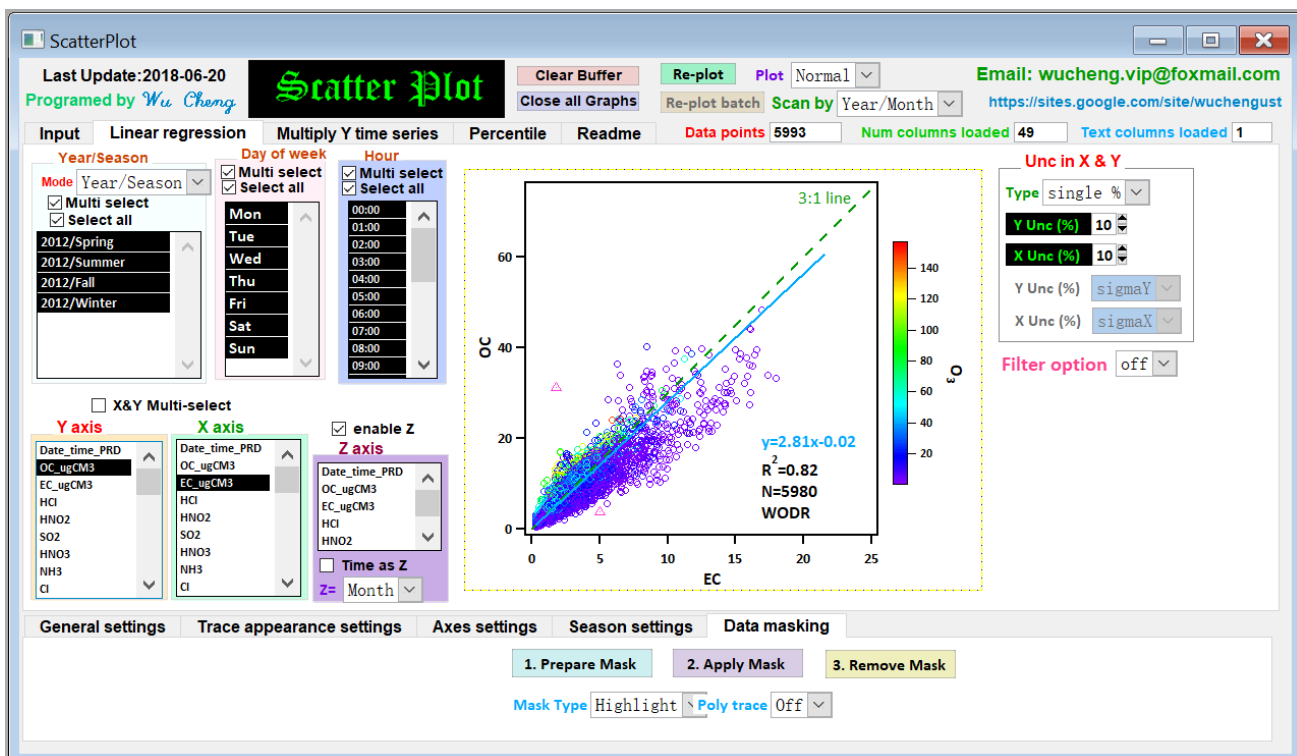 ScatterPlot
Last Update:2018-06-20
Programed by Wu Cheng
Scatter Plot
Clear Buffer
Close all Graphs
Re-plot
Plot Normal
Re-plot batch
Scan by Year/Month
Email: wucheng.vip@foxmail.com
https://sites.google.com/site/wuchengust
Input Linear regression Multiply Y time series Percentile Readme
Data points 5993
Num columns loaded 49
Text columns loaded 1
Year/Season
Mode Year/Season
Multi select
Select all
2012/Spring
2012/Summer
2012/Fall
2012/Winter
Day of week
Multi select
Select all
Mon
Tue
Wed
Thu
Fri
Sat
Sun
Hour
Multi select
Select all
00:00
01:00
02:00
03:00
04:00
05:00
06:00
07:00
08:00
09:00
X&Y Multi-select
Y axis
Date_time_PRD
OC_ugCM3
EC_ugCM3
HCl
HNO2
SO2
HNO3
NH3
Cl
X axis
Date_time_PRD
OC_ugCM3
EC_ugCM3
HCl
HNO2
SO2
HNO3
NH3
Cl
enable Z
Z axis
Date_time_PRD
OC_ugCM3
EC_ugCM3
HCl
HNO2
Time as Z
Z= Month
3:1 line
60
40
20
0
OC
0 5 10 15 20 25
EC
y=2.81x-0.02
R2=0.82
N=5980
WODR
140
120
100
80
60
40
20
O3
Unc in X & Y
Type single %
Y Unc (%) 10
X Unc (%) 10
Y Unc (%) sigmaY
X Unc (%) sigmaX
Filter option off
General settings Trace appearance settings Axes settings Season settings Data masking
1. Prepare Mask
2. Apply Mask
3. Remove Mask
Mask Type Highlight
Poly trace Off